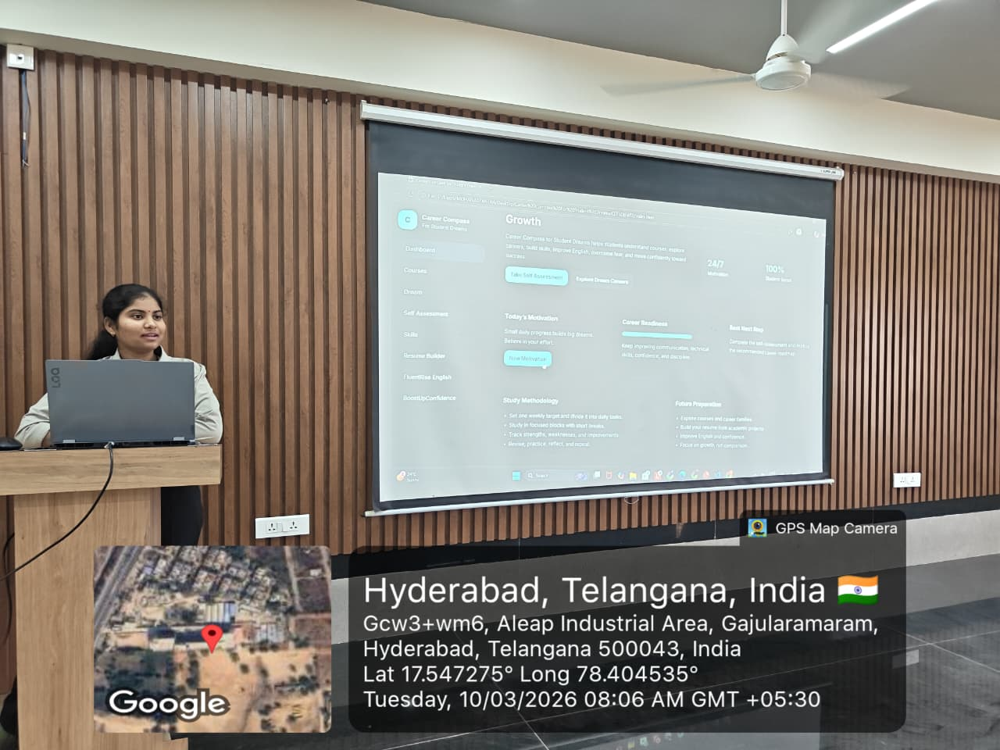 Career Compass
For Student Dreams
Dashboard
Courses
Dream
Self Assessment
Skills
Resume Builder
FluentRise English
BoostUpConfidence
Growth
Career Compass for Student Dreams helps students understand courses, explore
careers, build skills, improve English, overcome fear, and move confidently toward
success.
Take Self Assessment
Explore Dream Careers
24/7
Motivation
100%
Student
Today's Motivation
Small daily progress builds big dreams.
Believe in your effort.
New Motivation
Career Readiness
Keep improving communication, technical
skills, confidence, and discipline.
Best Next Step
Complete the self-assessment and
the recommended career roadmap.
Study Methodology
• Set one weekly target and divide it into daily tasks.
• Study in focused blocks with short breaks.
• Track strengths, weaknesses, and improvements.
• Revise, practice, reflect, and repeat.
Future Preparation
• Explore courses and career families.
• Build your resume from academic projects.
• Improve English and confidence.
• Focus on growth, not comparison.
24°C
Sunny
Search
LOQ
GPS Map Camera
Hyderabad, Telangana, India
Gcw3+wm6, Aleap Industrial Area, Gajularamaram,
Hyderabad, Telangana 500043, India
Lat 17.547275° Long 78.404535°
Tuesday, 10/03/2026 08:06 AM GMT +05:30
Google